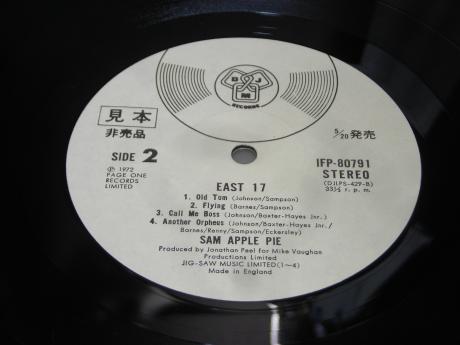 D J M
RECORDS
見本
非売品
5/20発売
SIDE 2
IFP-80791
STEREO
(DJLPS-429-B)
33⅓ r. p. m.
Ⓟ 1972
PAGE ONE
RECORDS
LIMITED
EAST 17
1. Old Tom (Johnson/Sampson)
2. Flying (Barnes/Sampson)
3. Call Me Boss (Johnson/Baxter-Hayes Jnr.)
4. Another Orpheus (Johnson/Baxter-Hayes Jnr./
Barnes/Renny/Sampson/Eckersley)
SAM APPLE PIE
Produced by Jonathan Peel for Mike Vaughan
Productions Limited
JIG-SAW MUSIC LIMITED(1~4)
Made in England